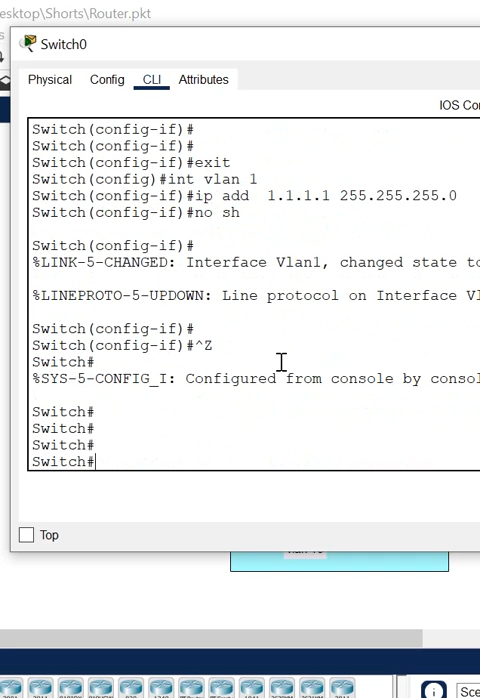 esktop\Shorts\Router.pkt
Switch0
Physical Config CLI Attributes
IOS Co
Switch(config-if)#
Switch(config-if)#
Switch(config-if)#exit
Switch(config)#int vlan 1
Switch(config-if)#ip add  1.1.1.1 255.255.255.0
Switch(config-if)#no sh
Switch(config-if)#
%LINK-5-CHANGED: Interface Vlan1, changed state to
%LINEPROTO-5-UPDOWN: Line protocol on Interface Vl
Switch(config-if)#
Switch(config-if)#^Z
Switch#
%SYS-5-CONFIG_I: Configured from console by consol
Switch#
Switch#
Switch#
Switch#
Top
Sce